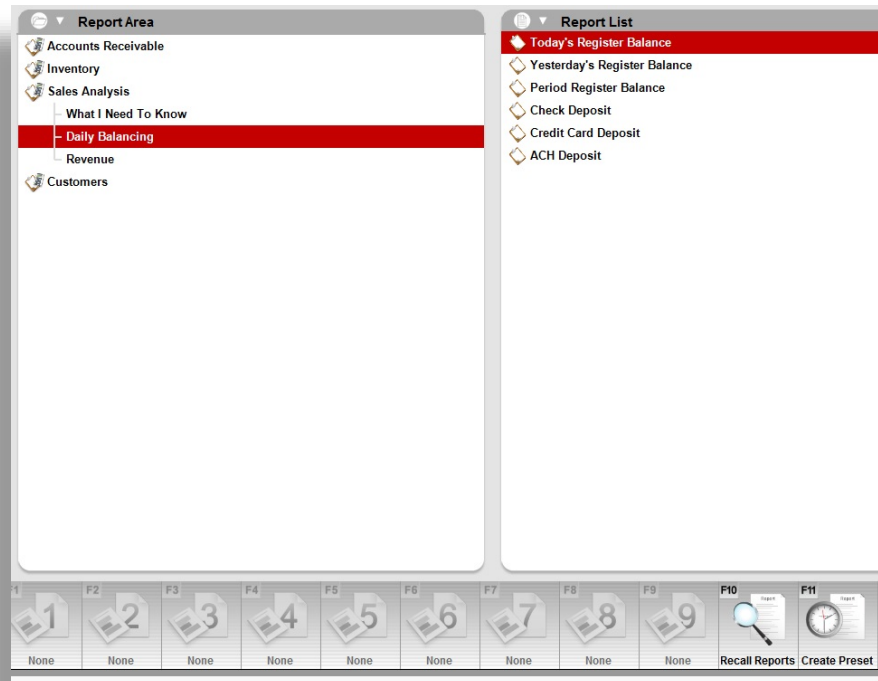 Report Area
Accounts Receivable
Inventory
Sales Analysis
What I Need To Know
Daily Balancing
Revenue
Customers
Report List
Today's Register Balance
Yesterday's Register Balance
Period Register Balance
Check Deposit
Credit Card Deposit
ACH Deposit
1 F2 F3 F4 F5 F6 F7 F8 F9 F10 F11
1 2 3 4 5 6 7 8 9 Report Report
None None None None None None None None None Recall Reports Create Preset